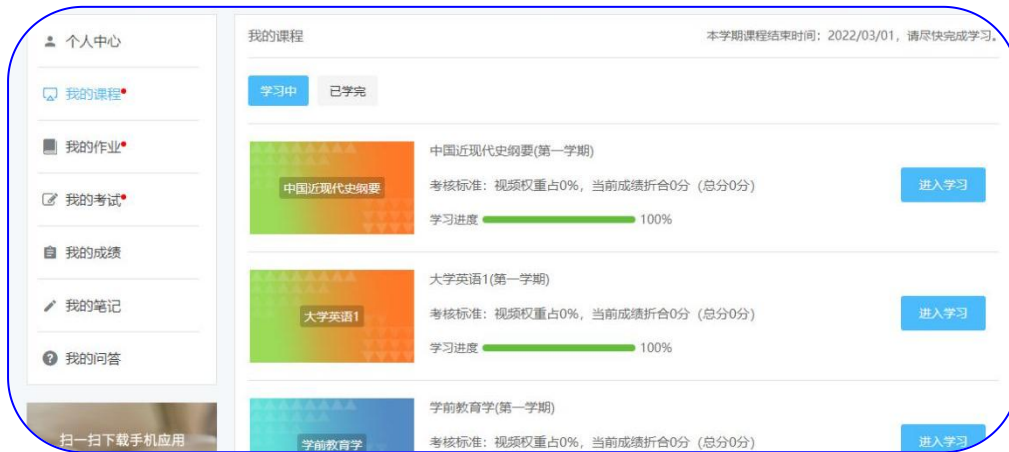 个人中心
我的课程
我的作业
我的考试
我的成绩
我的笔记
我的问答
扫一扫下载手机应用
我的课程
本学期课程结束时间：2022/03/01，请尽快完成学习。
学习中
已学完
中国近现代史纲要
中国近现代史纲要(第一学期)
考核标准：视频权重占0%，当前成绩折合0分（总分0分）
学习进度 100%
进入学习
大学英语1
大学英语1(第一学期)
考核标准：视频权重占0%，当前成绩折合0分（总分0分）
学习进度 100%
进入学习
学前教育学
学前教育学(第一学期)
考核标准：视频权重占0%，当前成绩折合0分（总分0分）
进入学习